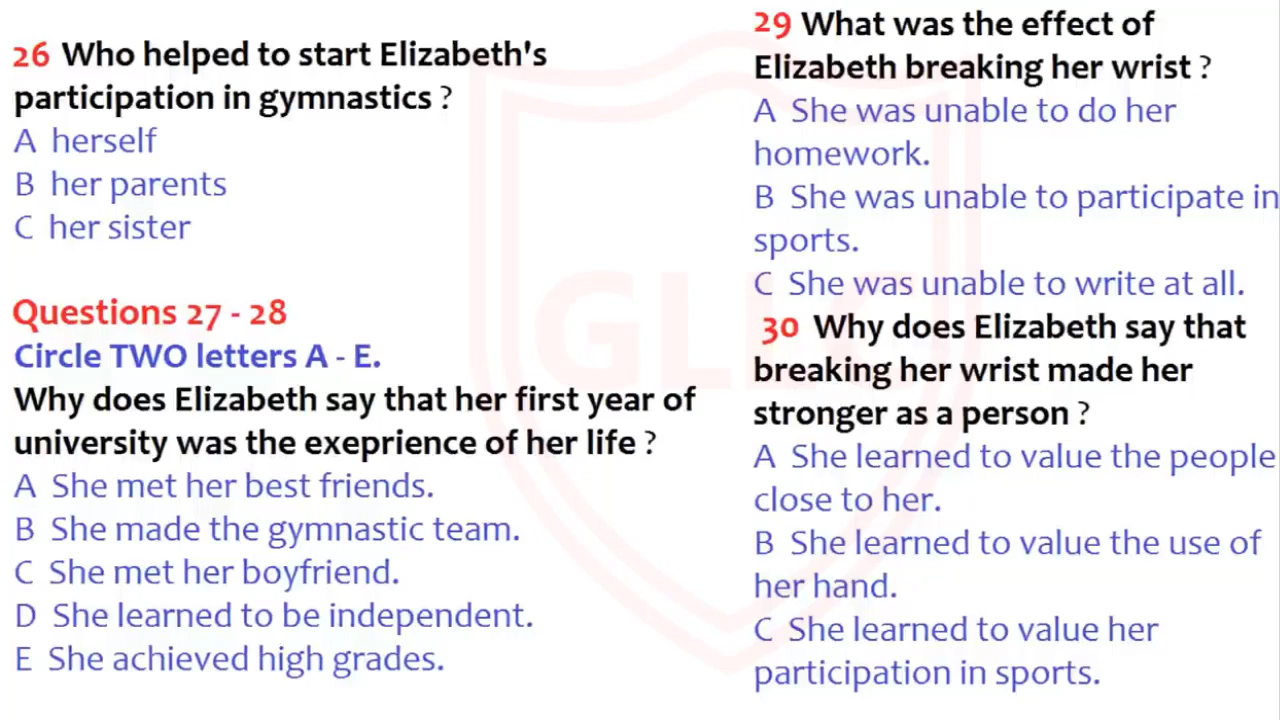 26 Who helped to start Elizabeth's
participation in gymnastics ?
A herself
B her parents
C her sister
Questions 27 - 28
Circle TWO letters A - E.
Why does Elizabeth say that her first year of
university was the exeprience of her life ?
A She met her best friends.
B She made the gymnastic team.
C She met her boyfriend.
D She learned to be independent.
E She achieved high grades.
29 What was the effect of
Elizabeth breaking her wrist ?
A She was unable to do her
homework.
B She was unable to participate in
sports.
C She was unable to write at all.
30 Why does Elizabeth say that
breaking her wrist made her
stronger as a person ?
A She learned to value the people
close to her.
B She learned to value the use of
her hand.
C She learned to value her
participation in sports.